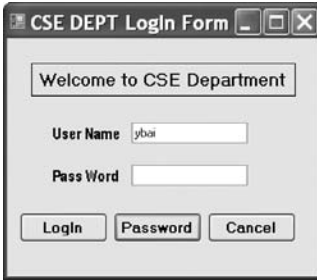 CSE DEPT LogIn Form
Welcome to CSE Department
User Name ybai
Pass Word
LogIn Password Cancel